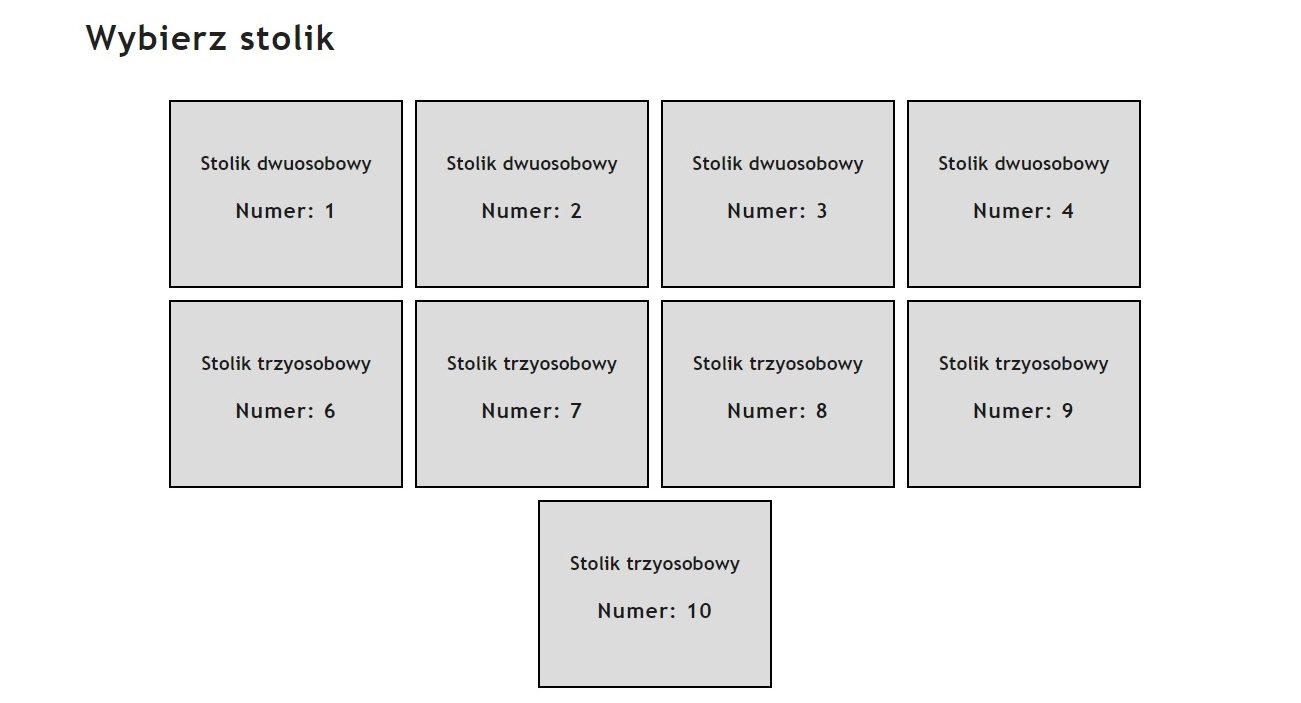 Wybierz stolik
Stolik dwuosobowy
Numer: 1
Stolik dwuosobowy
Numer: 2
Stolik dwuosobowy
Numer: 3
Stolik dwuosobowy
Numer: 4
Stolik trzyosobowy
Numer: 6
Stolik trzyosobowy
Numer: 7
Stolik trzyosobowy
Numer: 8
Stolik trzyosobowy
Numer: 9
Stolik trzyosobowy
Numer: 10